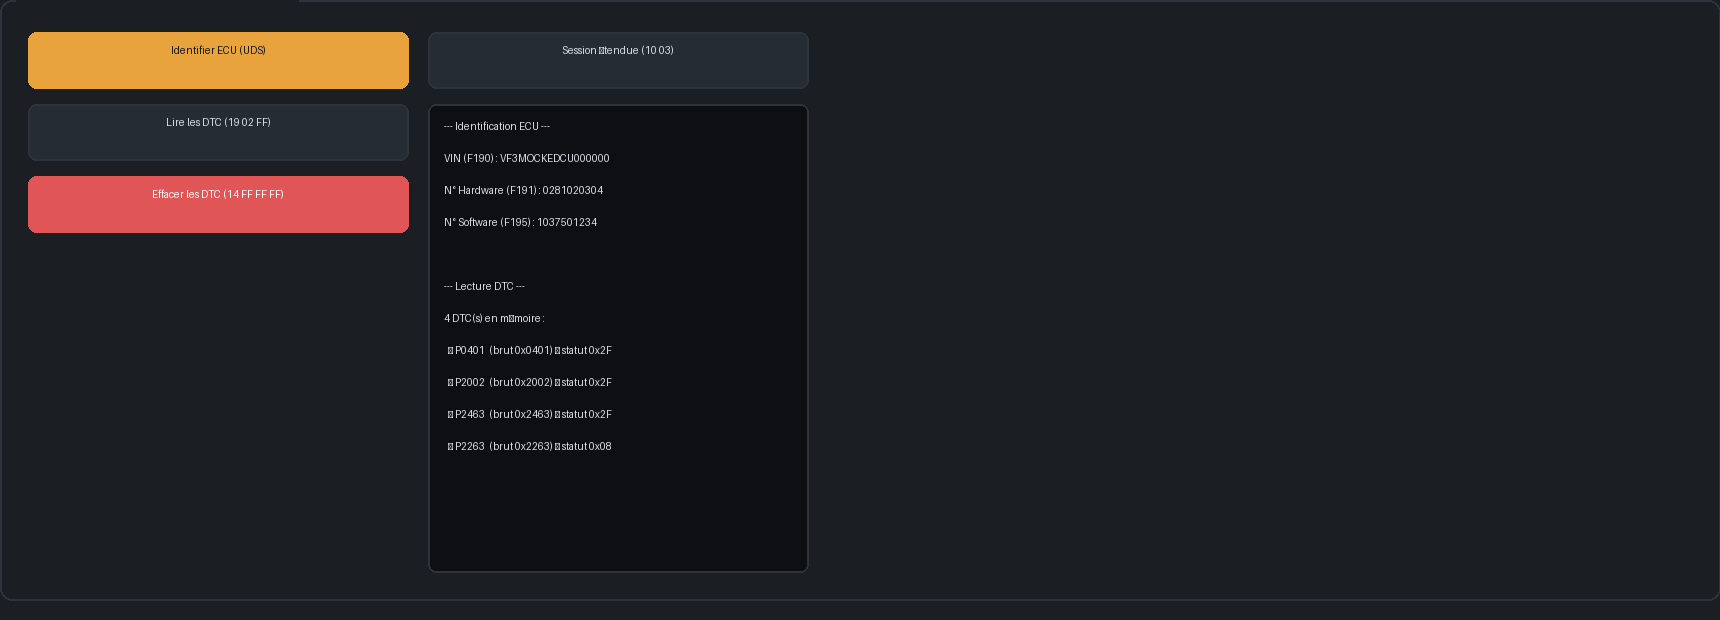 Identifier ECU (UDS)
Session �tendue (10 03)
Lire les DTC (19 02 FF)
Effacer les DTC (14 FF FF FF)
--- Identification ECU ---
VIN (F190) : VF3MOCKEDCU000000
N° Hardware (F191) : 0281020304
N° Software (F195) : 1037501234
--- Lecture DTC ---
4 DTC(s) en m�moire :
� P0401 (brut 0x0401) � statut 0x2F
� P2002 (brut 0x2002) � statut 0x2F
� P2463 (brut 0x2463) � statut 0x2F
� P2263 (brut 0x2263) � statut 0x08